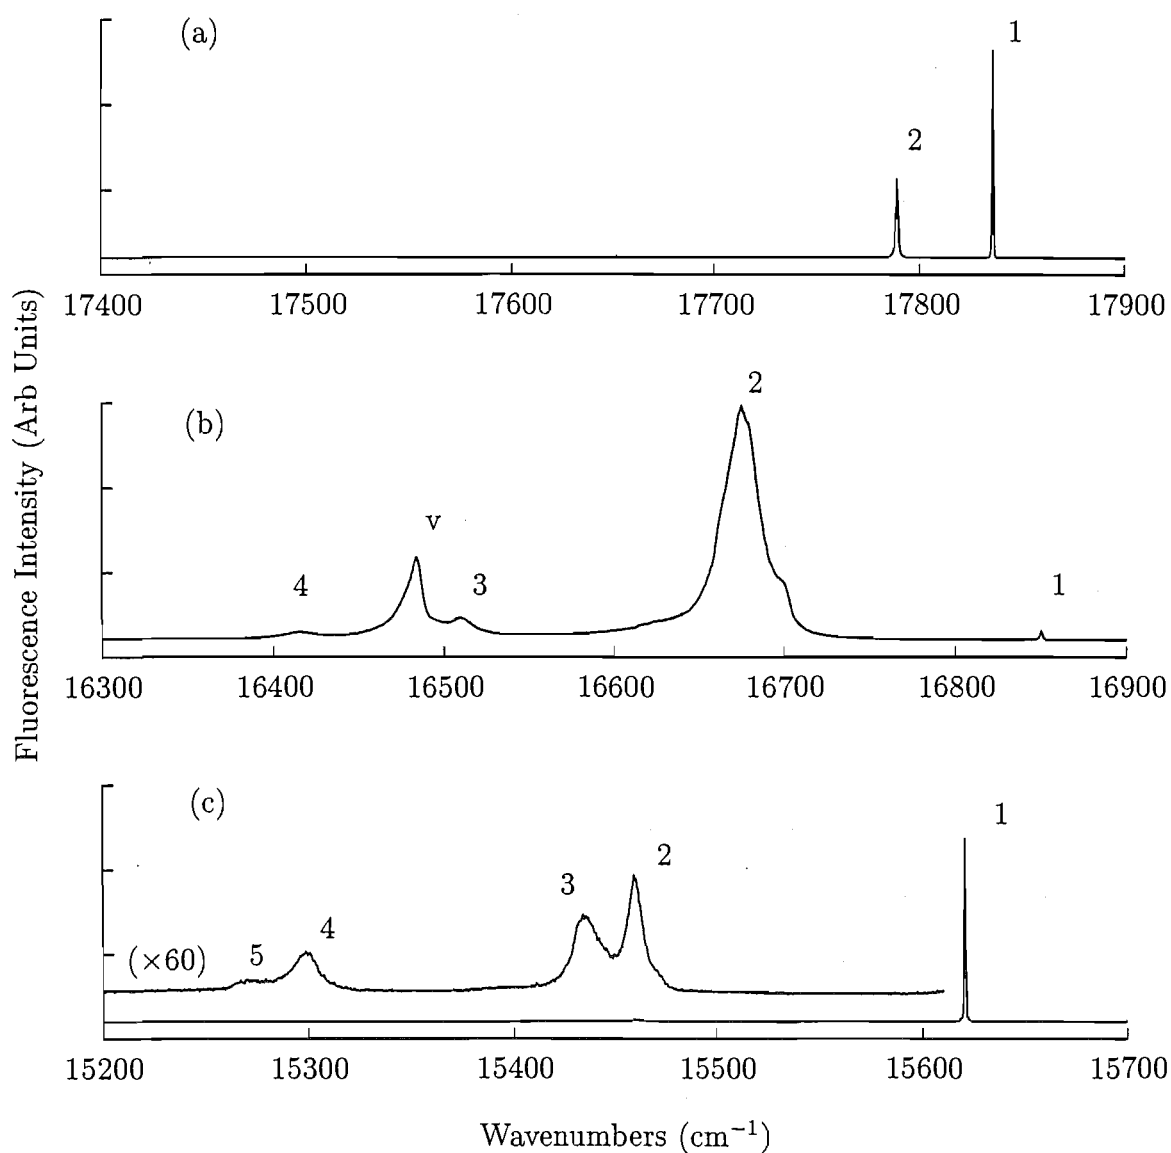 (a)
1
2
17400 17500 17600 17700 17800 17900
Fluorescence Intensity (Arb Units)
(b)
2
v
4
3
1
16300 16400 16500 16600 16700 16800 16900
(c)
1
2
3
4
5
(×60)
15200 15300 15400 15500 15600 15700
Wavenumbers (cm⁻¹)